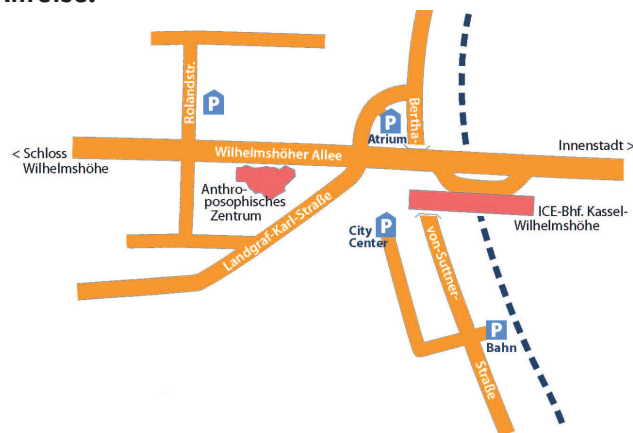 Anreise:
Rolandstr.
P
Bertha-
P
Atrium
< Schloss
Wilhelmshöhe
Wilhelmshöher Allee
Innenstadt >
Anthro-
posophisches
Zentrum
Landgraf-Karl-Straße
ICE-Bhf. Kassel-
Wilhelmshöhe
P
City
Center
von-Suttner-
P
Bahn
Straße